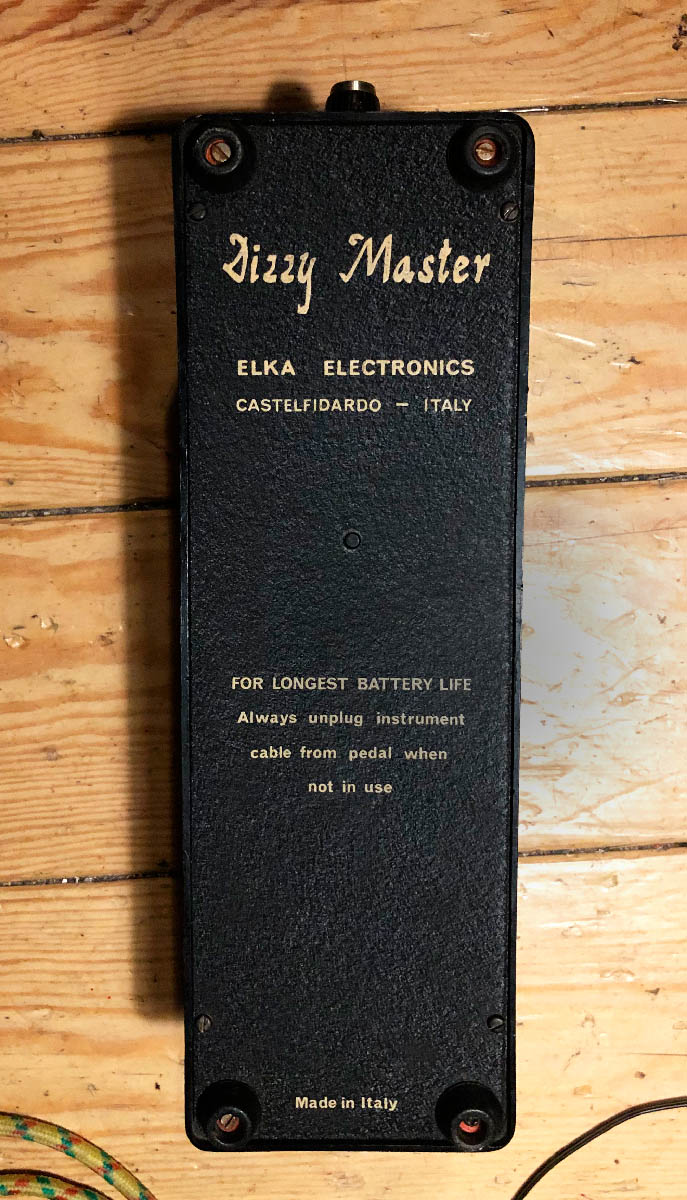 Dizzy Master
ELKA ELECTRONICS
CASTELFIDARDO – ITALY
FOR LONGEST BATTERY LIFE
Always unplug instrument
cable from pedal when
not in use
Made in Italy